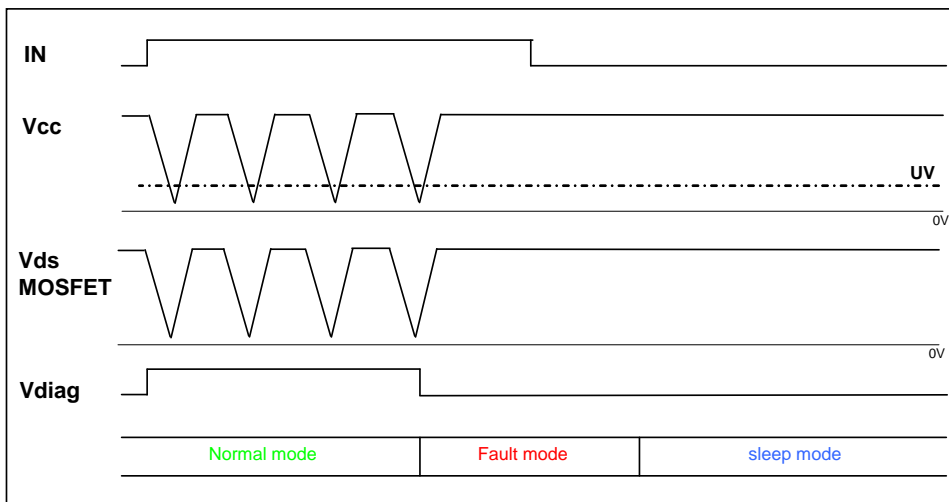 IN
Vcc
UV
0V
Vds
MOSFET
0V
Vdiag
Normal mode
Fault mode
sleep mode